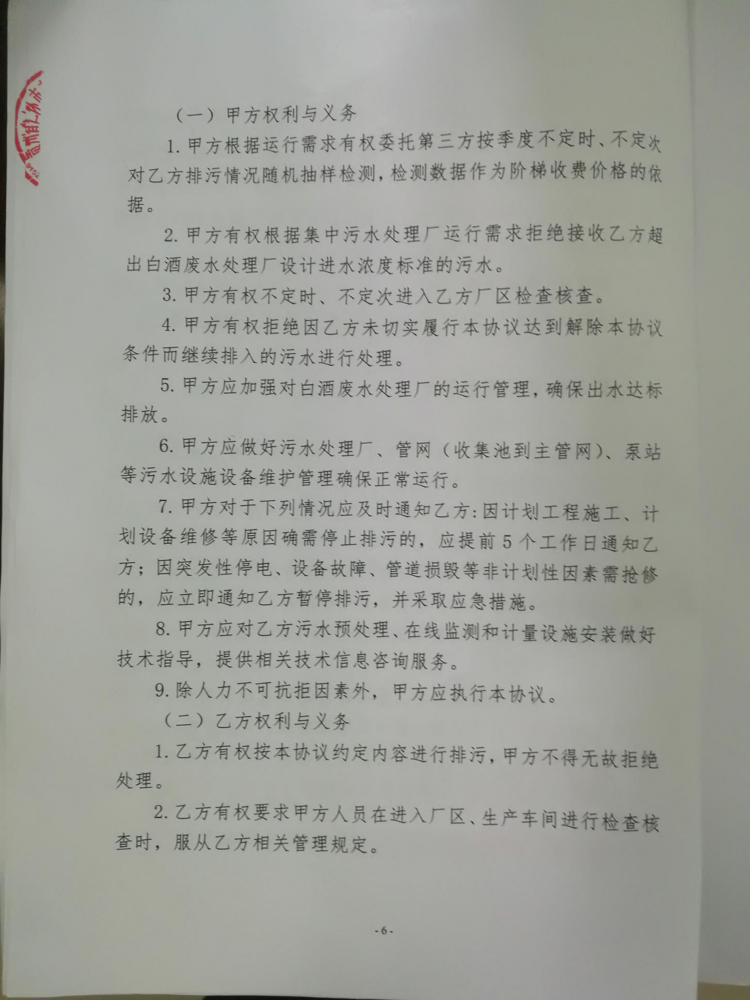 （一）甲方权利与义务
1.甲方根据运行需求有权委托第三方按季度不定时、不定次
对乙方排污情况随机抽样检测，检测数据作为阶梯收费价格的依
据。
2.甲方有权根据集中污水处理厂运行需求拒绝接收乙方超
出白酒废水处理厂设计进水浓度标准的污水。
3.甲方有权不定时、不定次进入乙方厂区检查核查。
4.甲方有权拒绝因乙方未切实履行本协议达到解除本协议
条件而继续排入的污水进行处理。
5.甲方应加强对白酒废水处理厂的运行管理，确保出水达标
排放。
6.甲方应做好污水处理厂、管网（收集池到主管网）、泵站
等污水设施设备维护管理确保正常运行。
7.甲方对于下列情况应及时通知乙方:因计划工程施工、计
划设备维修等原因确需停止排污的，应提前5个工作日通知乙
方；因突发性停电、设备故障、管道损毁等非计划性因素需抢修
的，应立即通知乙方暂停排污，并采取应急措施。
8.甲方应对乙方污水预处理、在线监测和计量设施安装做好
技术指导，提供相关技术信息咨询服务。
9.除人力不可抗拒因素外，甲方应执行本协议。
（二）乙方权利与义务
1.乙方有权按本协议约定内容进行排污，甲方不得无故拒绝
处理。
2.乙方有权要求甲方人员在进入厂区、生产车间进行检查核
查时，服从乙方相关管理规定。
-6-